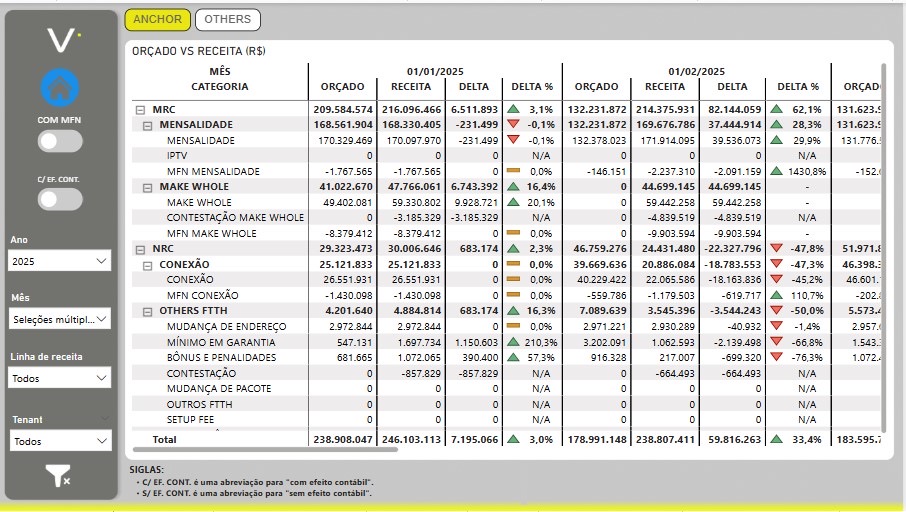 ANCHOR OTHERS
V
COM MFN
C/ EF. CONT.
Ano
2025
Mês
Seleções múltipl...
Linha de receita
Todos
Tenant
Todos
ORÇADO VS RECEITA (R$)
MÊS 01/01/2025 01/02/2025
CATEGORIA ORÇADO RECEITA DELTA DELTA % ORÇADO RECEITA DELTA DELTA % ORÇAD
MRC 209.584.574 216.096.466 6.511.893 3,1% 132.231.872 214.375.931 82.144.059 62,1% 131.623.9
MENSALIDADE 168.561.904 168.330.405 -231.499 -0,1% 132.231.872 169.676.786 37.444.914 28,3% 131.623.9
MENSALIDADE 170.329.469 170.097.970 -231.499 -0,1% 132.378.023 171.914.095 39.536.073 29,9% 131.776.
IPTV 0 0 0 N/A 0 0 0 N/A
MFN MENSALIDADE -1.767.565 -1.767.565 0 0,0% -146.151 -2.237.310 -2.091.159 1430,8% -152.
MAKE WHOLE 41.022.670 47.766.061 6.743.392 16,4% 0 44.699.145 44.699.145 -
MAKE WHOLE 49.402.081 59.330.802 9.928.721 20,1% 0 59.442.258 59.442.258 -
CONTESTAÇÃO MAKE WHOLE 0 -3.185.329 -3.185.329 N/A 0 -4.839.519 -4.839.519 N/A
MFN MAKE WHOLE -8.379.412 -8.379.412 0 0,0% 0 -9.903.594 -9.903.594 -
NRC 29.323.473 30.006.646 683.174 2,3% 46.759.276 24.431.480 -22.327.796 -47,8% 51.971.8
CONEXÃO 25.121.833 25.121.833 0 0,0% 39.669.636 20.886.084 -18.783.553 -47,3% 46.398.3
CONEXÃO 26.551.931 26.551.931 0 0,0% 40.229.422 22.065.586 -18.163.836 -45,2% 46.601.
MFN CONEXÃO -1.430.098 -1.430.098 0 0,0% -559.786 -1.179.503 -619.717 110,7% -202.
OTHERS FTTH 4.201.640 4.884.814 683.174 16,3% 7.089.639 3.545.396 -3.544.243 -50,0% 5.573.4
MUDANÇA DE ENDEREÇO 2.972.844 2.972.844 0 0,0% 2.971.221 2.930.289 -40.932 -1,4% 2.957.
MÍNIMO EM GARANTIA 547.131 1.697.734 1.150.603 210,3% 3.202.091 1.062.593 -2.139.498 -66,8% 1.543.
BÔNUS E PENALIDADES 681.665 1.072.065 390.400 57,3% 916.328 217.007 -699.320 -76,3% 1.072.
CONTESTAÇÃO 0 -857.829 -857.829 N/A 0 -664.493 -664.493 N/A
MUDANÇA DE PACOTE 0 0 0 N/A 0 0 0 N/A
OUTROS FTTH 0 0 0 N/A 0 0 0 N/A
SETUP FEE 0 0 0 N/A 0 0 0 N/A
Total 238.908.047 246.103.113 7.195.066 3,0% 178.991.148 238.807.411 59.816.263 33,4% 183.595.7
SIGLAS:
• C/ EF. CONT. é uma abreviação para "com efeito contábil".
• S/ EF. CONT. é uma abreviação para "sem efeito contábil".